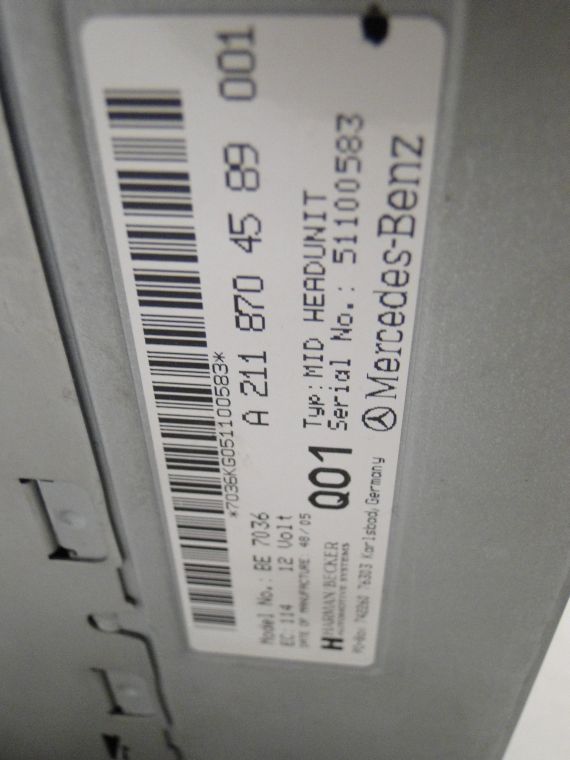 *7036KG051100583*
A 211 870 45 89 001
Model No.: BE 7036
EC: 114 12 Volt
DATE OF MANUFACTURE: 48/05
Q01
Typ: MID HEADUNIT
Serial No.: 51100583
HARMAN BECKER
AUTOMOTIVE SYSTEMS
Mercedes-Benz
76303 Karlsbad, Germany